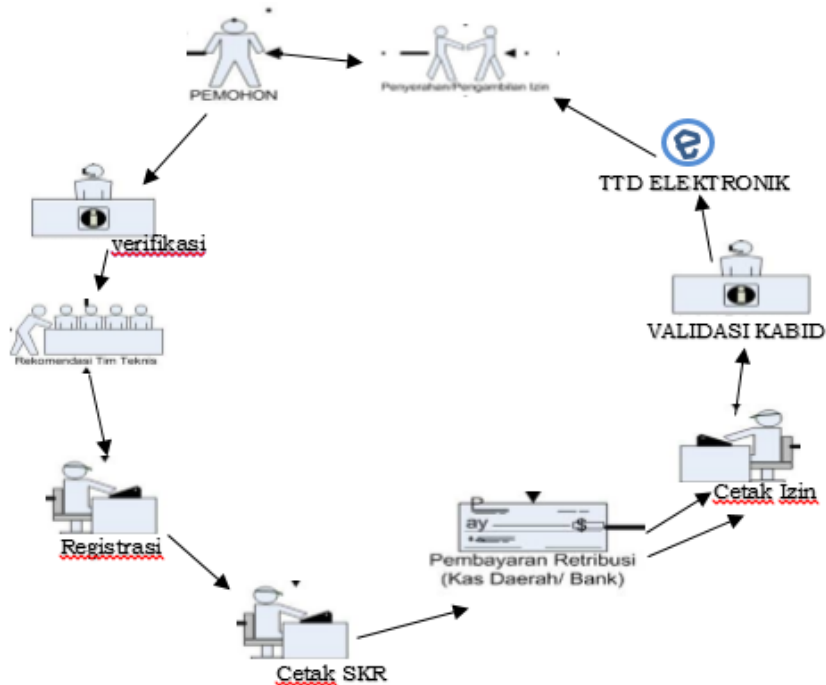 PEMOHON
Penyerahan/Pengambilan Izin
TTD ELEKTRONIK
verifikasi
VALIDASI KABID
Rekomendasi Tim Teknis
Cetak Izin
Registrasi
P
ay
$
Pembayaran Retribusi
(Kas Daerah/ Bank)
Cetak SKR